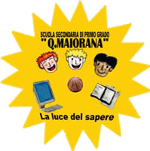 SCUOLA SECONDARIA DI PRIMO GRADO
"Q.MAIORANA"
La luce del sapere